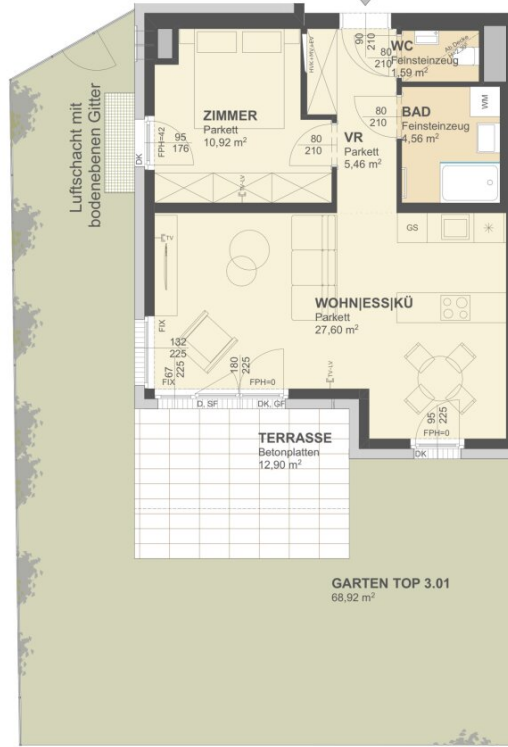 90
210
WC
Feinsteinzeug
1,59 m²
80
210
ZIMMER
Parkett
10,92 m²
95
176
FPH=42
DK
80
210
VR
Parkett
5,46 m²
80
210
BAD
Feinsteinzeug
4,56 m²
WM
Luftschacht mit
bodenebenen Gitter
TV-LV
TV
GS
WOHN|ESS|KÜ
Parkett
27,60 m²
FIX
132
225
67
225
FIX
180
225
FPH=0
TV-LV
D, SF
DK, GF
95
225
FPH=0
DK
TERRASSE
Betonplatten
12,90 m²
GARTEN TOP 3.01
68,92 m²